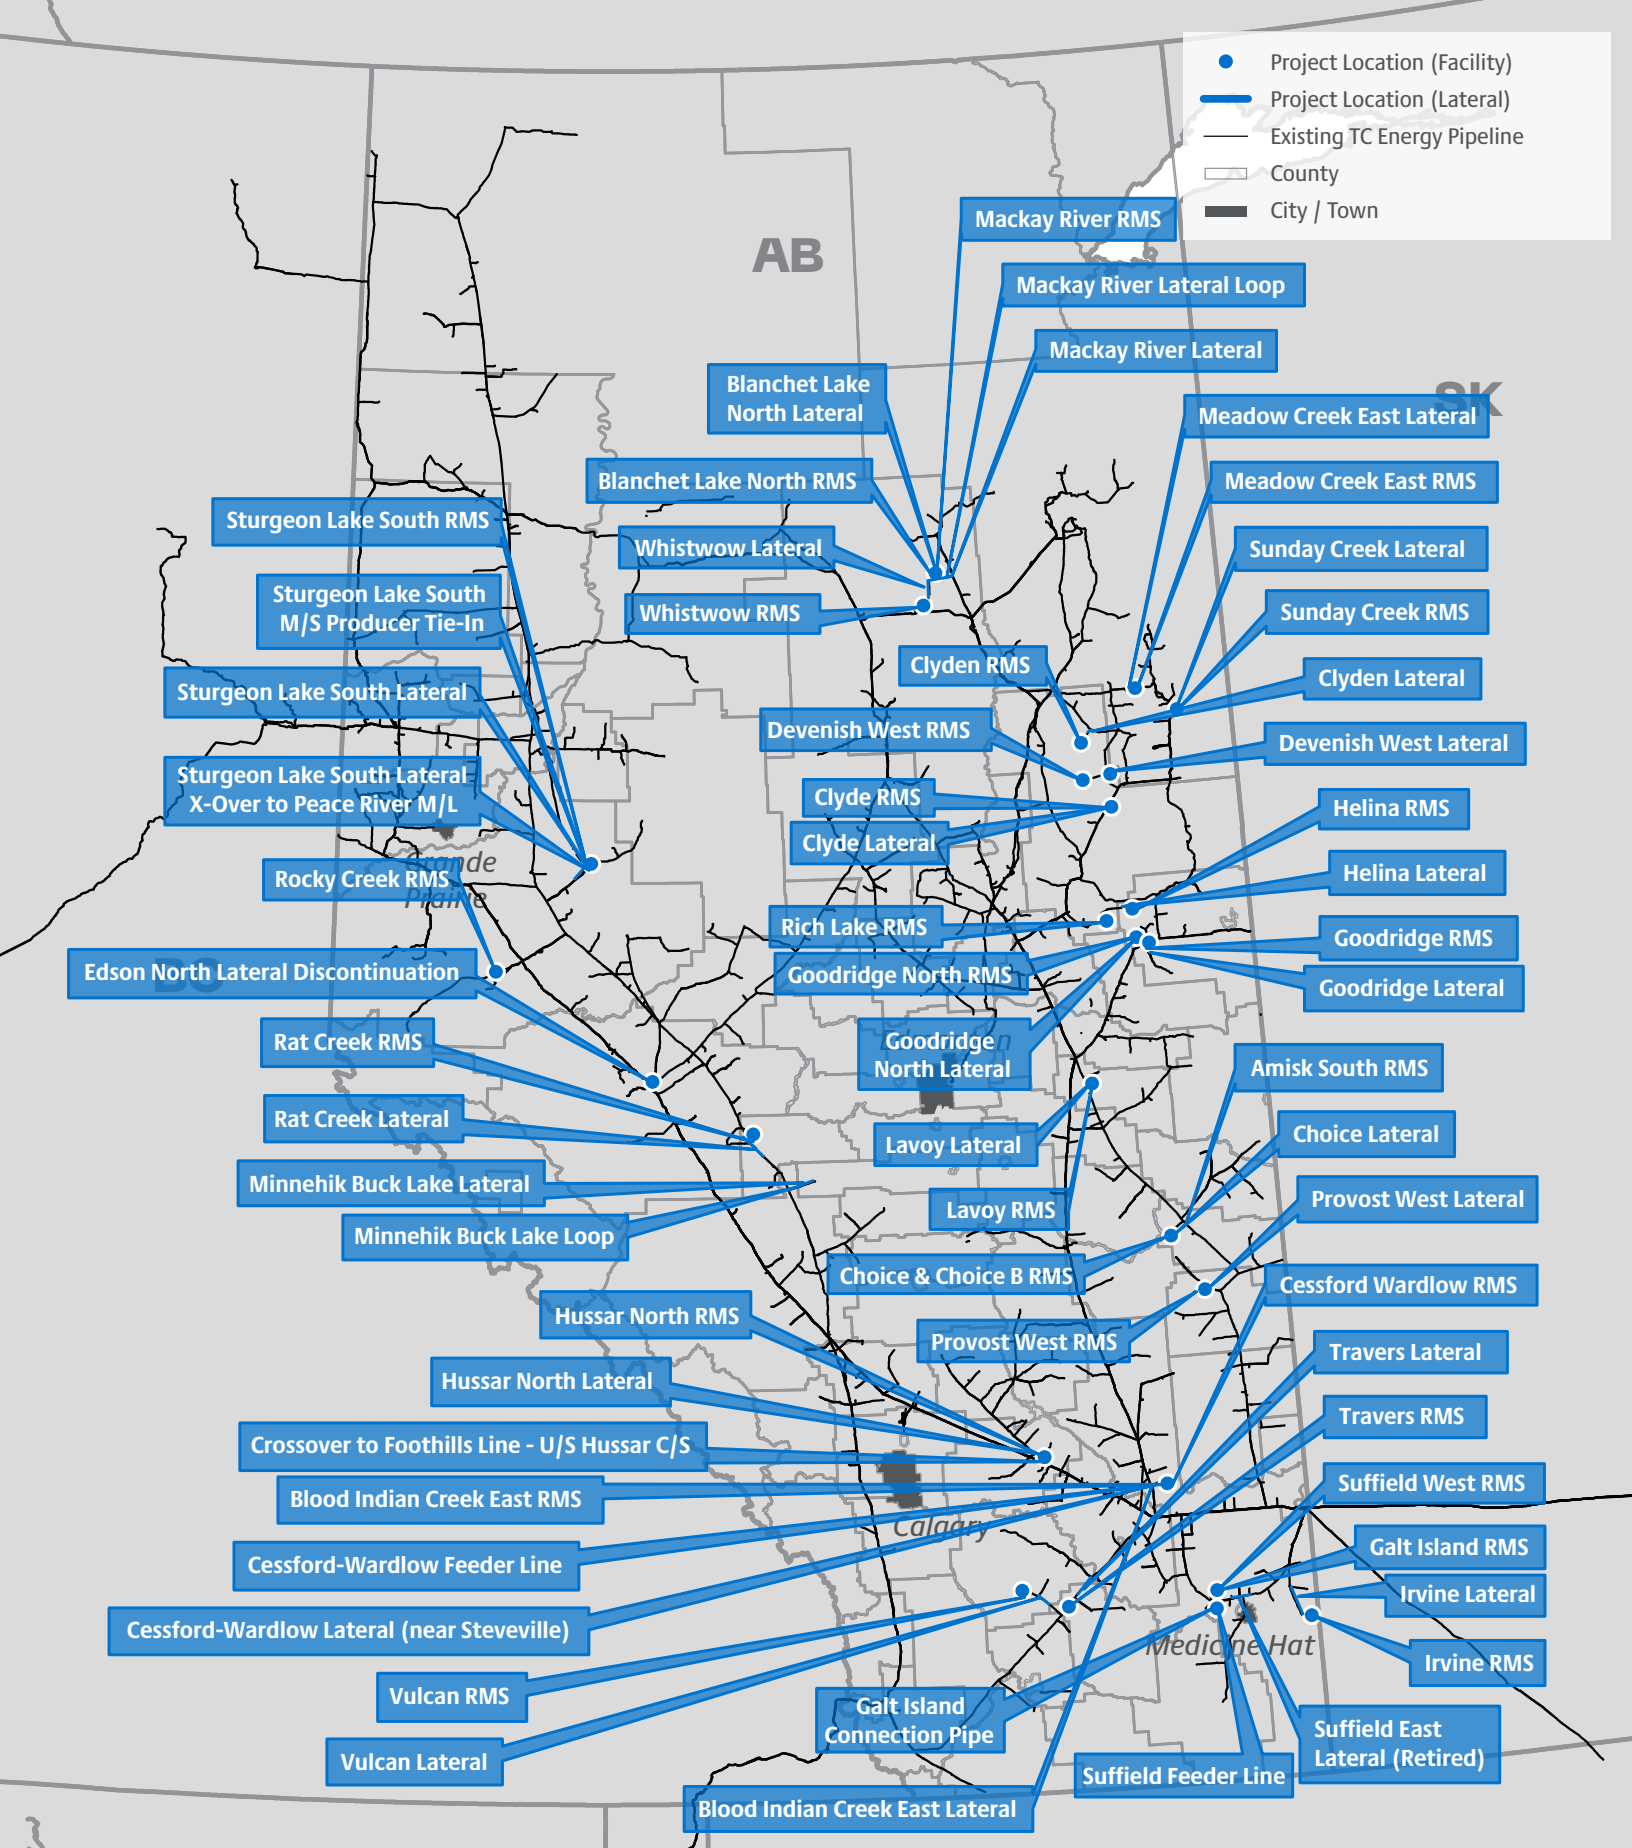 Project Location (Facility)
Project Location (Lateral)
Existing TC Energy Pipeline
County
City / Town
AB
SK
BC
Mackay River RMS
Mackay River Lateral Loop
Mackay River Lateral
Blanchet Lake
North Lateral
Meadow Creek East Lateral
Blanchet Lake North RMS
Meadow Creek East RMS
Sturgeon Lake South RMS
Whistwow Lateral
Sunday Creek Lateral
Sturgeon Lake South
M/S Producer Tie-In
Whistwow RMS
Sunday Creek RMS
Clyden RMS
Clyden Lateral
Sturgeon Lake South Lateral
Devenish West RMS
Devenish West Lateral
Sturgeon Lake South Lateral
X-Over to Peace River M/L
Clyde RMS
Helina RMS
Clyde Lateral
Grande
Prairie
Rocky Creek RMS
Helina Lateral
Rich Lake RMS
Goodridge RMS
Edson North Lateral Discontinuation
Goodridge North RMS
Goodridge Lateral
Rat Creek RMS
Goodridge
North Lateral
Edmonton
Amisk South RMS
Rat Creek Lateral
Lavoy Lateral
Choice Lateral
Minnehik Buck Lake Lateral
Lavoy RMS
Provost West Lateral
Minnehik Buck Lake Loop
Choice & Choice B RMS
Cessford Wardlow RMS
Hussar North RMS
Provost West RMS
Travers Lateral
Hussar North Lateral
Travers RMS
Crossover to Foothills Line - U/S Hussar C/S
Suffield West RMS
Blood Indian Creek East RMS
Calgary
Galt Island RMS
Cessford-Wardlow Feeder Line
Irvine Lateral
Cessford-Wardlow Lateral (near Steveville)
Medicine Hat
Irvine RMS
Vulcan RMS
Galt Island
Connection Pipe
Suffield East
Lateral (Retired)
Vulcan Lateral
Suffield Feeder Line
Blood Indian Creek East Lateral